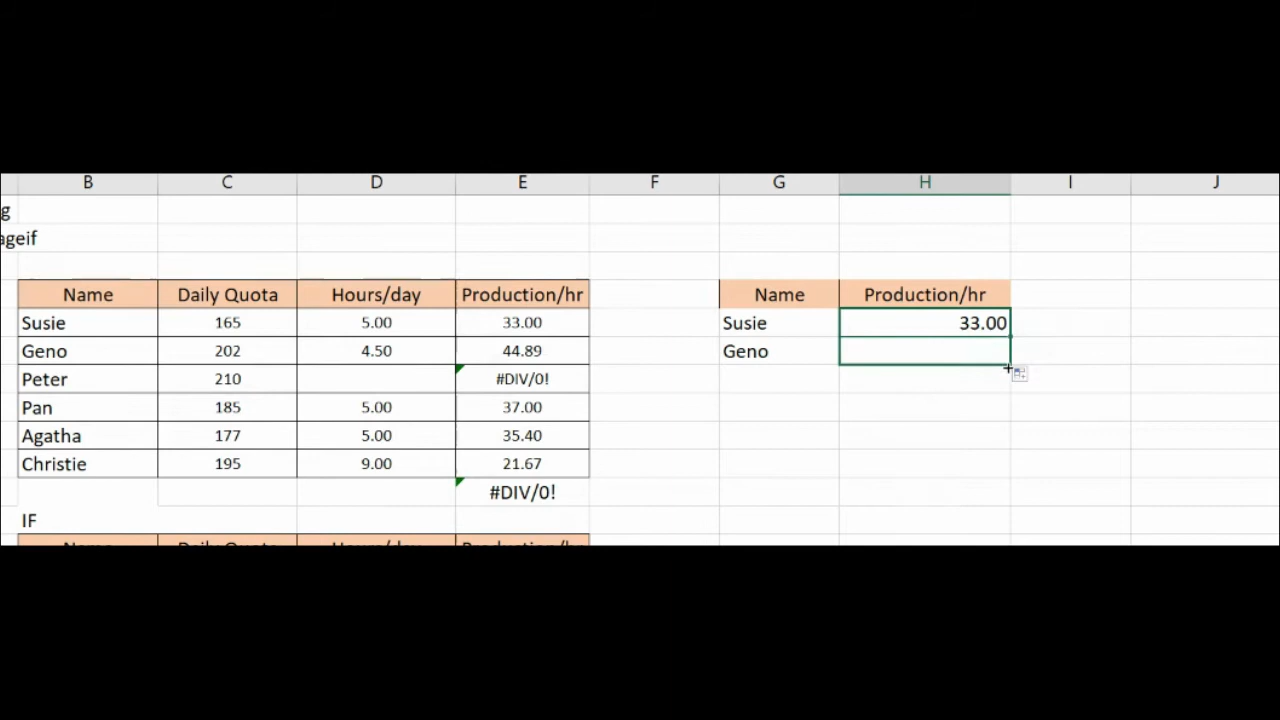 B C D E F G H I J
g
ageif
Name Daily Quota Hours/day Production/hr Name Production/hr
Susie 165 5.00 33.00 Susie 33.00
Geno 202 4.50 44.89 Geno
Peter 210 #DIV/0!
Pan 185 5.00 37.00
Agatha 177 5.00 35.40
Christie 195 9.00 21.67
#DIV/0!
IF
Name Daily Quota Hours/day Production/hr